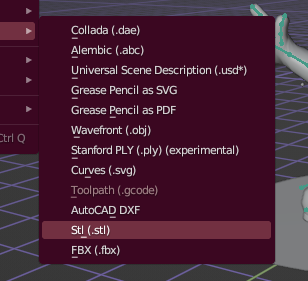 Collada (.dae)
Alembic (.abc)
Universal Scene Description (.usd*)
Grease Pencil as SVG
Grease Pencil as PDF
Wavefront (.obj)
Stanford PLY (.ply) (experimental)
Curves (.svg)
Toolpath (.gcode)
Ctrl Q
AutoCAD DXF
Stl (.stl)
FBX (.fbx)